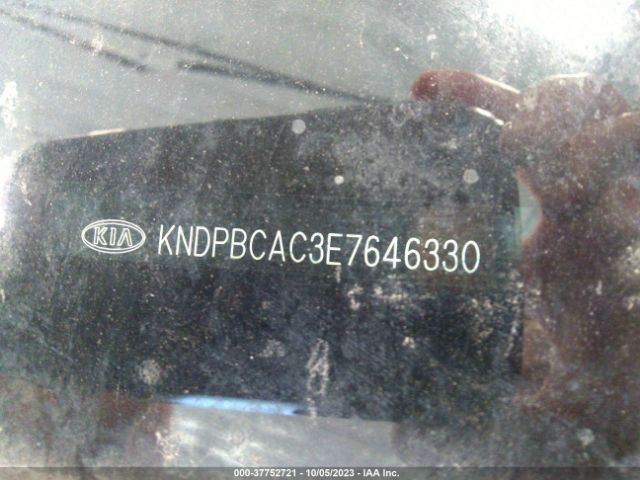 KIA KNDPBCAC3E7646330
000-37752721 - 10/05/2023 - IAA Inc.